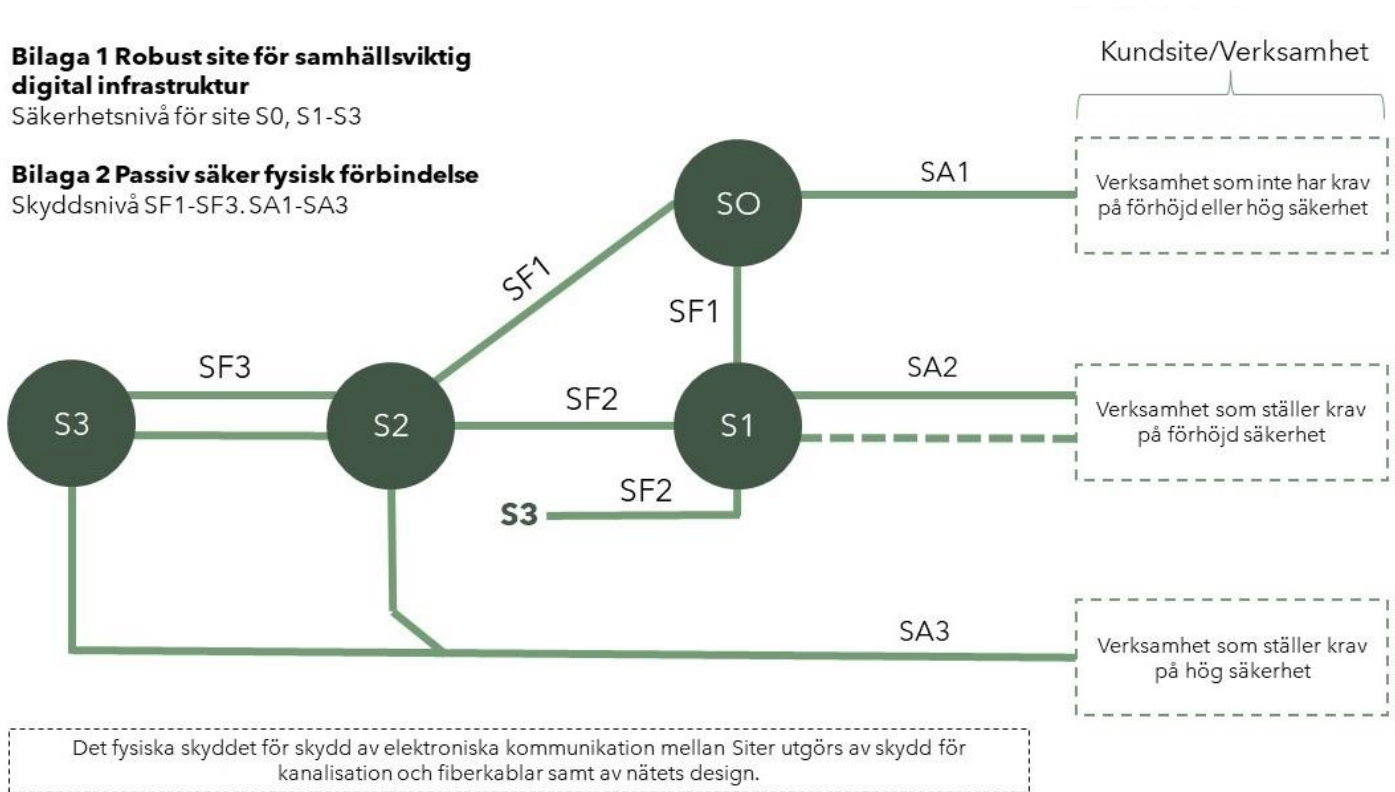 Bilaga 1 Robust site för samhällsviktig
digital infrastruktur
Säkerhetsnivå för site S0, S1-S3
Bilaga 2 Passiv säker fysisk förbindelse
Skyddsnivå SF1-SF3. SA1-SA3
Kundsite/Verksamhet
SO
SA1
Verksamhet som inte har krav
på förhöjd eller hög säkerhet
SF1
SF1
S3
SF3
S2
SF2
S1
SA2
Verksamhet som ställer krav
på förhöjd säkerhet
S3
SF2
SA3
Verksamhet som ställer krav
på hög säkerhet
Det fysiska skyddet för skydd av elektroniska kommunikation mellan Siter utgörs av skydd för
kanalisation och fiberkablar samt av nätets design.